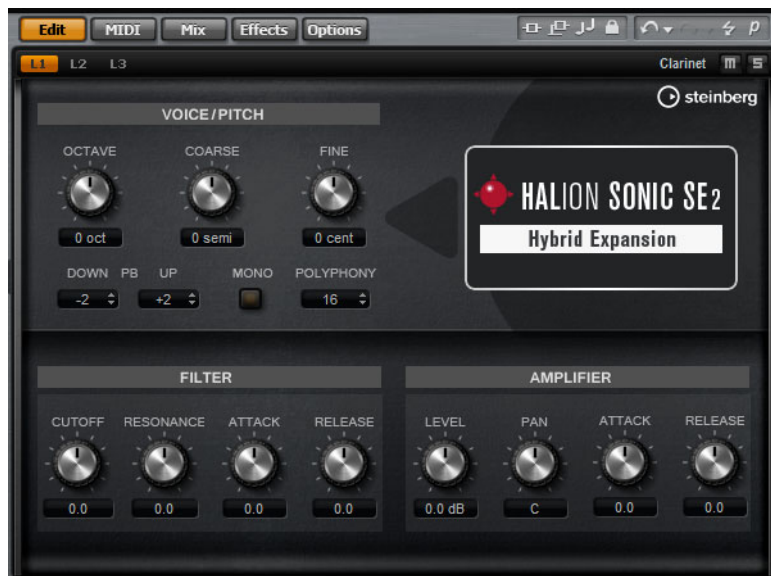 Edit MIDI Mix Effects Options
L1 L2 L3 Clarinet m s
steinberg
VOICE/PITCH
OCTAVE COARSE FINE
0 oct 0 semi 0 cent
HALION SONIC SE2
Hybrid Expansion
DOWN PB UP MONO POLYPHONY
-2 +2 16
FILTER AMPLIFIER
CUTOFF RESONANCE ATTACK RELEASE LEVEL PAN ATTACK RELEASE
0.0 0.0 0.0 0.0 0.0 dB C 0.0 0.0